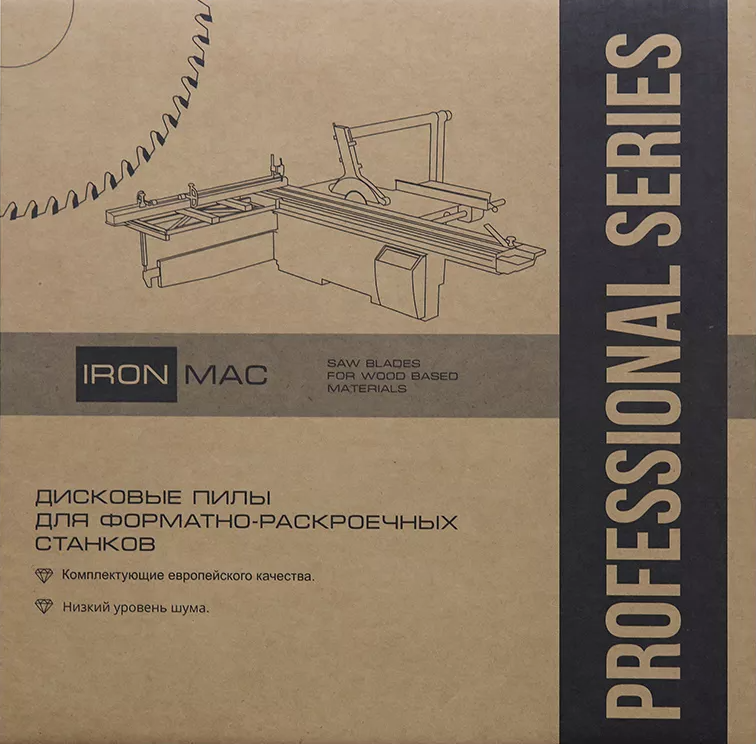 IRON MAC
SAW BLADES
FOR WOOD BASED
MATERIALS
ДИСКОВЫЕ ПИЛЫ
ДЛЯ ФОРМАТНО-РАСКРОЕЧНЫХ
СТАНКОВ
Комплектующие европейского качества.
Низкий уровень шума.
PROFESSIONAL SERIES